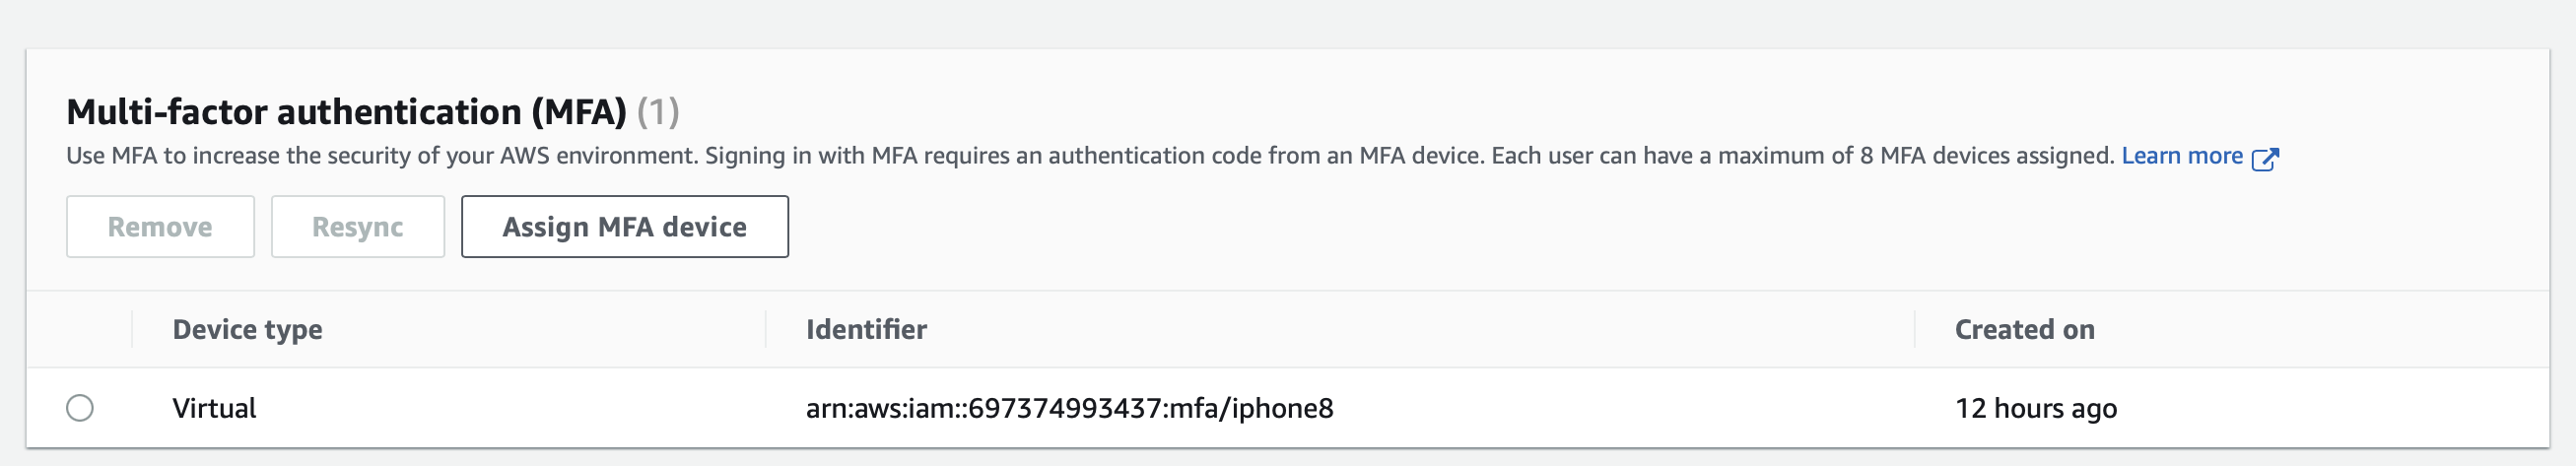 Multi-factor authentication (MFA) (1)
Use MFA to increase the security of your AWS environment. Signing in with MFA requires an authentication code from an MFA device. Each user can have a maximum of 8 MFA devices assigned. Learn more
Remove Resync Assign MFA device
Device type Identifier Created on
Virtual arn:aws:iam::697374993437:mfa/iphone8 12 hours ago